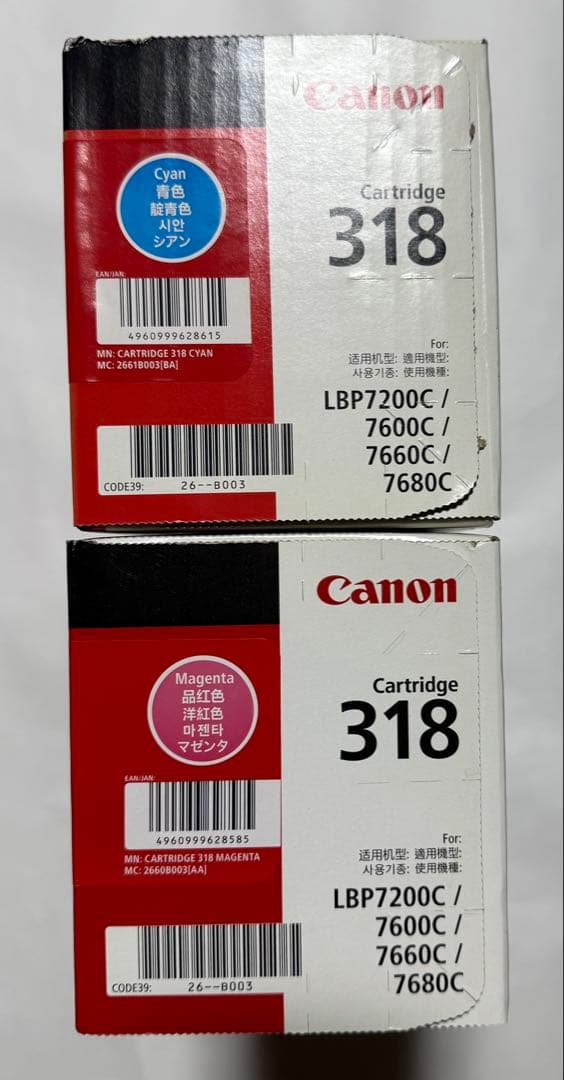 Canon
Cyan
青色
靛青色
시안
シアン
Cartridge
318
EAN/JAN:
4960999628615
MN: CARTRIDGE 318 CYAN
MC: 2661B003[BA]
For:
适用机型: 適用機型:
사용기종: 使用機種:
LBP7200C /
7600C /
7660C /
7680C
CODE39:
26--B003
Canon
Magenta
品红色
洋紅色
마젠타
マゼンタ
Cartridge
318
EAN/JAN:
4960999628585
MN: CARTRIDGE 318 MAGENTA
MC: 2660B003[AA]
For:
适用机型: 適用機型:
사용기종: 使用機種:
LBP7200C /
7600C /
7660C /
7680C
CODE39:
26--B003